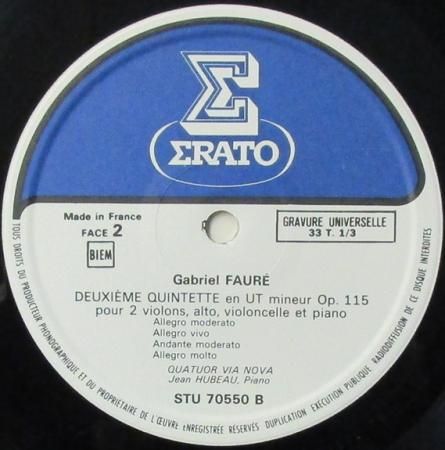 Σ
ΣRATO
Made in France
FACE 2
BIEM
GRAVURE UNIVERSELLE
33 T. 1/3
Gabriel FAURÉ
DEUXIÈME QUINTETTE en UT mineur Op. 115
pour 2 violons, alto, violoncelle et piano
Allegro moderato
Allegro vivo
Andante moderato
Allegro molto
QUATUOR VIA NOVA
Jean HUBEAU, Piano
STU 70550 B
TOUS DROITS DU PRODUCTEUR PHONOGRAPHIQUE ET DU PROPRIÉTAIRE DE L'ŒUVRE ENREGISTRÉE RÉSERVÉS DUPLICATION EXÉCUTION PUBLIQUE RADIODIFFUSION DE CE DISQUE INTERDITES